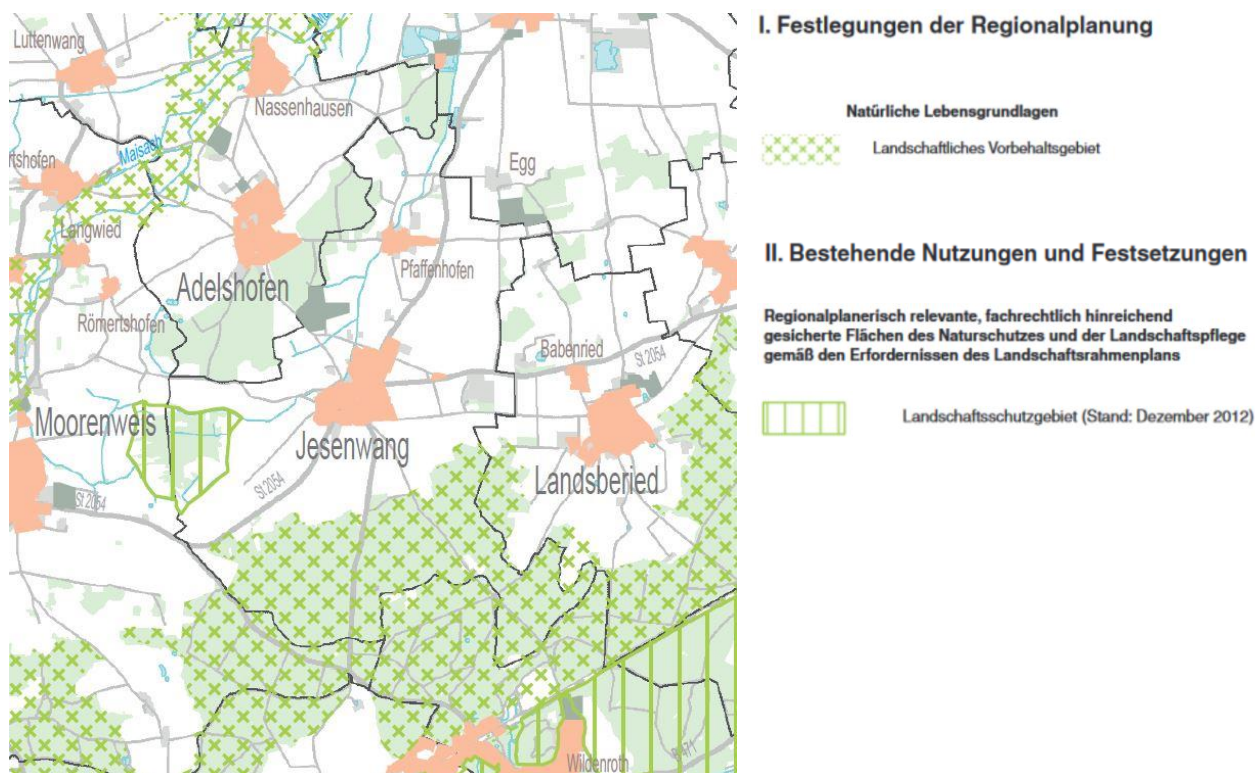 Luttenwang
Nassenhausen
Maisach
Egg
Langwied
Pfaffenhofen
Adelshofen
Römertshofen
Babenried
St 2054
Moorenweis
Jesenwang
Landsberied
St 2054
St 2054
Wildenroth
I. Festlegungen der Regionalplanung
Natürliche Lebensgrundlagen
Landschaftliches Vorbehaltsgebiet
II. Bestehende Nutzungen und Festsetzungen
Regionalplanerisch relevante, fachrechtlich hinreichend
gesicherte Flächen des Naturschutzes und der Landschaftspflege
gemäß den Erfordernissen des Landschaftsrahmenplans
Landschaftsschutzgebiet (Stand: Dezember 2012)